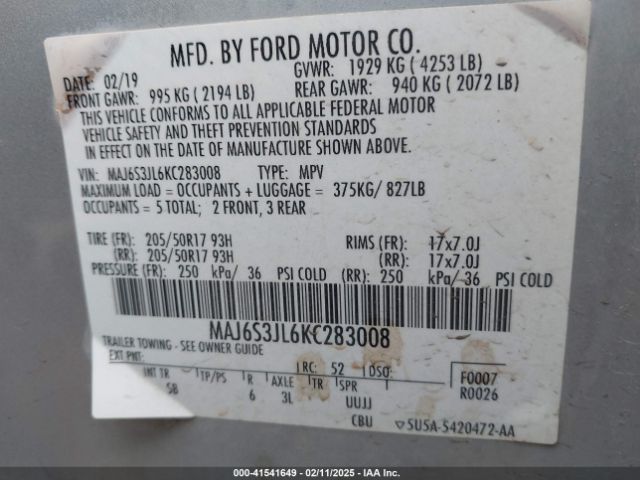 MFD. BY FORD MOTOR CO.
DATE: 02/19 GVWR: 1929 KG ( 4253 LB)
FRONT GAWR: 995 KG ( 2194 LB) REAR GAWR: 940 KG ( 2072 LB)
THIS VEHICLE CONFORMS TO ALL APPLICABLE FEDERAL MOTOR
VEHICLE SAFETY AND THEFT PREVENTION STANDARDS
IN EFFECT ON THE DATE OF MANUFACTURE SHOWN ABOVE.
VIN: MAJ6S3JL6KC283008 TYPE: MPV
MAXIMUM LOAD = OCCUPANTS + LUGGAGE = 375KG/ 827LB
OCCUPANTS = 5 TOTAL; 2 FRONT, 3 REAR
TIRE (FR): 205/50R17 93H RIMS (FR): 17x7.0J
(RR): 205/50R17 93H (RR): 17x7.0J
PRESSURE (FR): 250 kPa/ 36 PSI COLD (RR): 250 kPa/ 36 PSI COLD
MAJ6S3JL6KC283008
TRAILER TOWING - SEE OWNER GUIDE
EXT PNT: RC: 52 DSO: F0007
INT TR TP/PS R AXLE TR SPR R0026
SB 6 3L UUJJ
CBU SU5A-5420472-AA
000-41541649 - 02/11/2025 - IAA Inc.